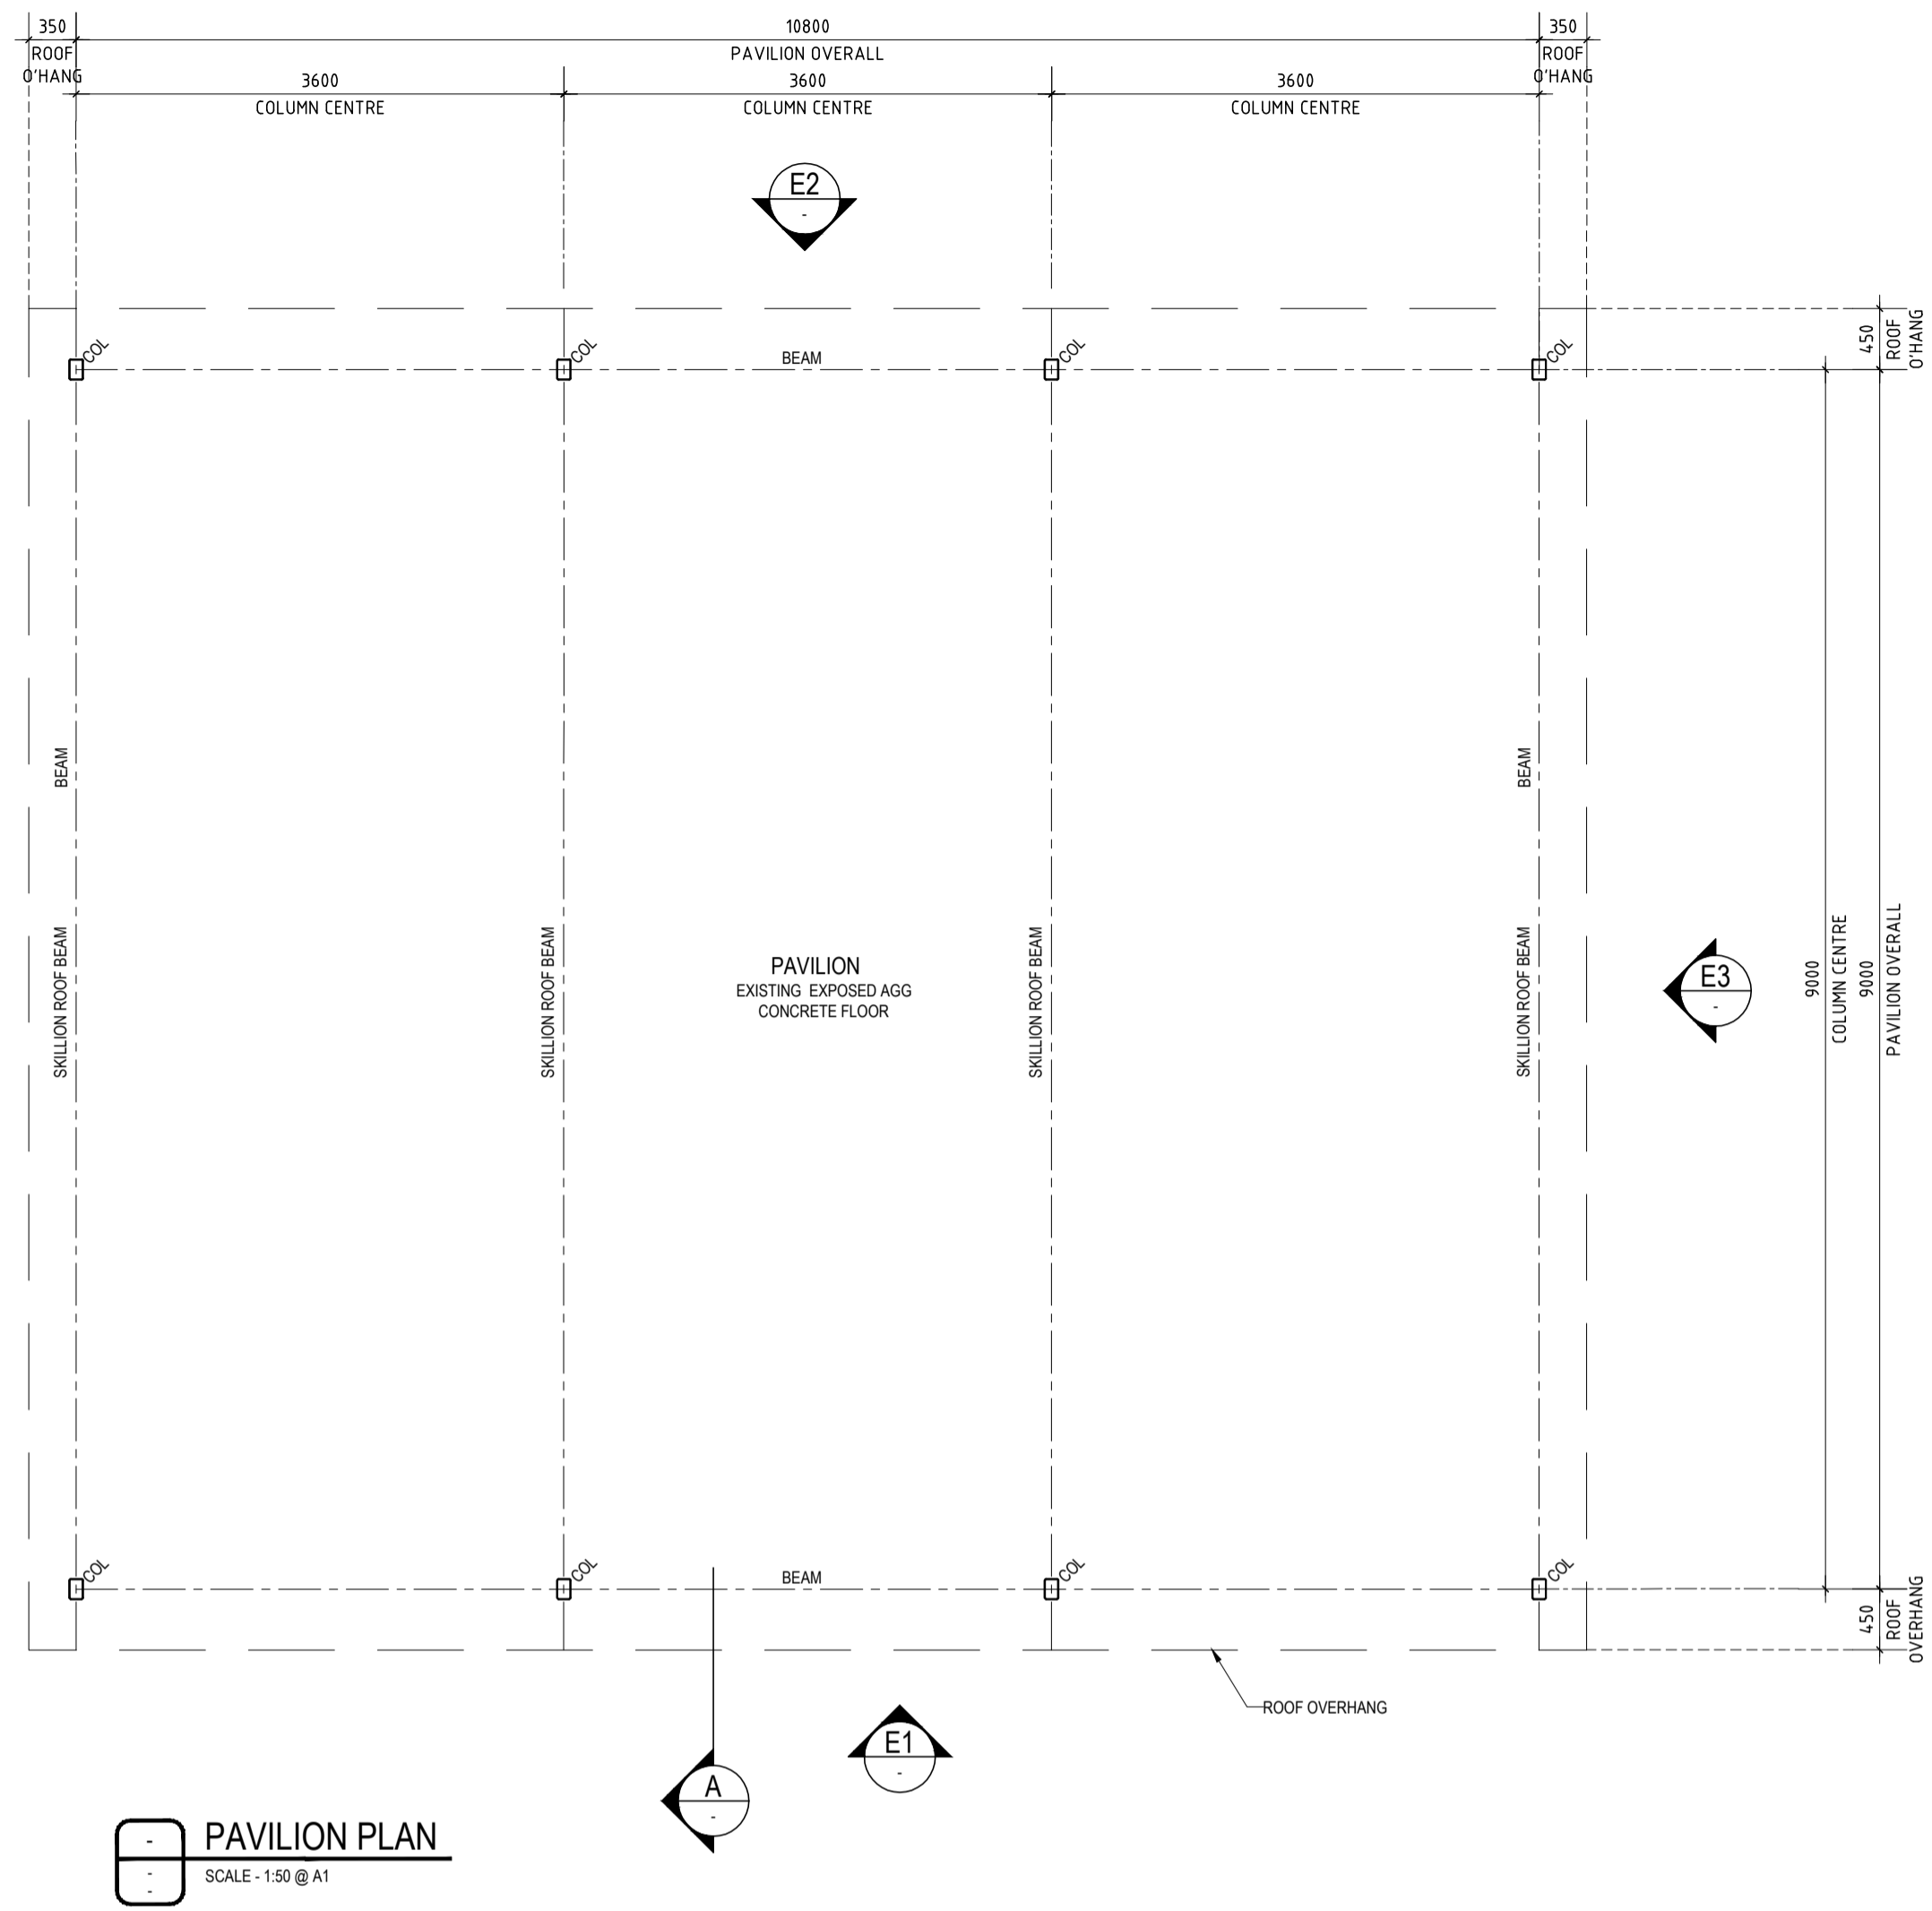 350
10800
350
ROOF
O'HANG
PAVILION OVERALL
ROOF
O'HANG
3600
3600
3600
COLUMN CENTRE
COLUMN CENTRE
COLUMN CENTRE
E2
-
450
ROOF
O'HANG
COL
COL
BEAM
COL
COL
BEAM
BEAM
SKILLION ROOF BEAM
SKILLION ROOF BEAM
PAVILION
EXISTING EXPOSED AGG
CONCRETE FLOOR
SKILLION ROOF BEAM
SKILLION ROOF BEAM
E3
-
9000
COLUMN CENTRE
9000
PAVILION OVERALL
COL
COL
BEAM
COL
COL
450
ROOF
OVERHANG
ROOF OVERHANG
E1
-
A
-
-
-
-
PAVILION PLAN
SCALE - 1:50 @ A1